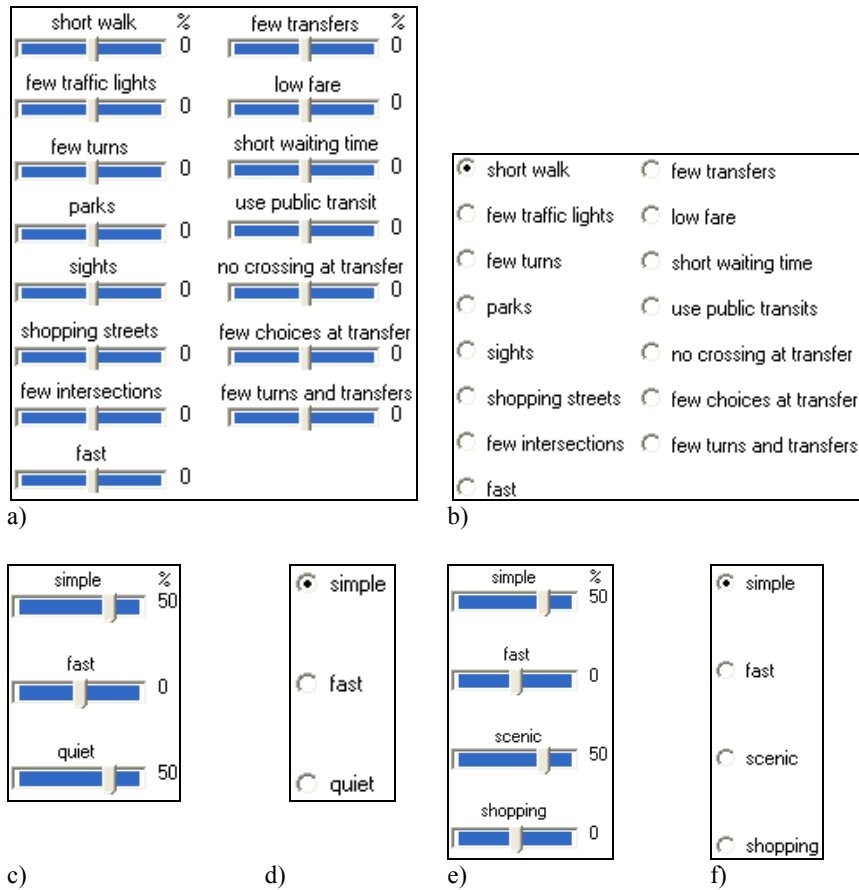 short walk % few transfers %
0 0
few traffic lights low fare
0 0
few turns short waiting time
0 0
parks use public transit
0 0
sights no crossing at transfer
0 0
shopping streets few choices at transfer
0 0
few intersections few turns and transfers
0 0
fast
0
a)
short walk few transfers
few traffic lights low fare
few turns short waiting time
parks use public transits
sights no crossing at transfer
shopping streets few choices at transfer
few intersections few turns and transfers
fast
b)
simple %
50
fast
0
quiet
50
c)
simple
fast
quiet
d)
simple %
50
fast
0
scenic
50
shopping
0
e)
simple
fast
scenic
shopping
f)